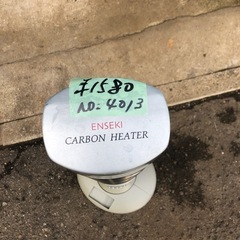 ¥1580
NO-4013
ENSEKI
CARBON HEATER